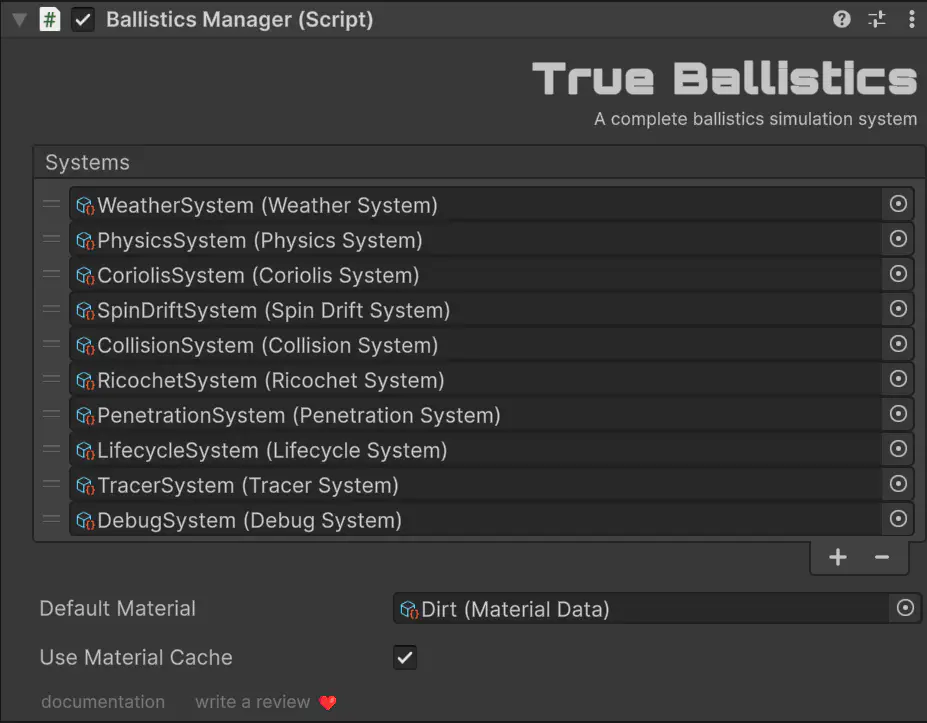 # Ballistics Manager (Script)
True Ballistics
A complete ballistics simulation system
Systems
WeatherSystem (Weather System)
PhysicsSystem (Physics System)
CoriolisSystem (Coriolis System)
SpinDriftSystem (Spin Drift System)
CollisionSystem (Collision System)
RicochetSystem (Ricochet System)
PenetrationSystem (Penetration System)
LifecycleSystem (Lifecycle System)
TracerSystem (Tracer System)
DebugSystem (Debug System)
Default Material Dirt (Material Data)
Use Material Cache
documentation write a review